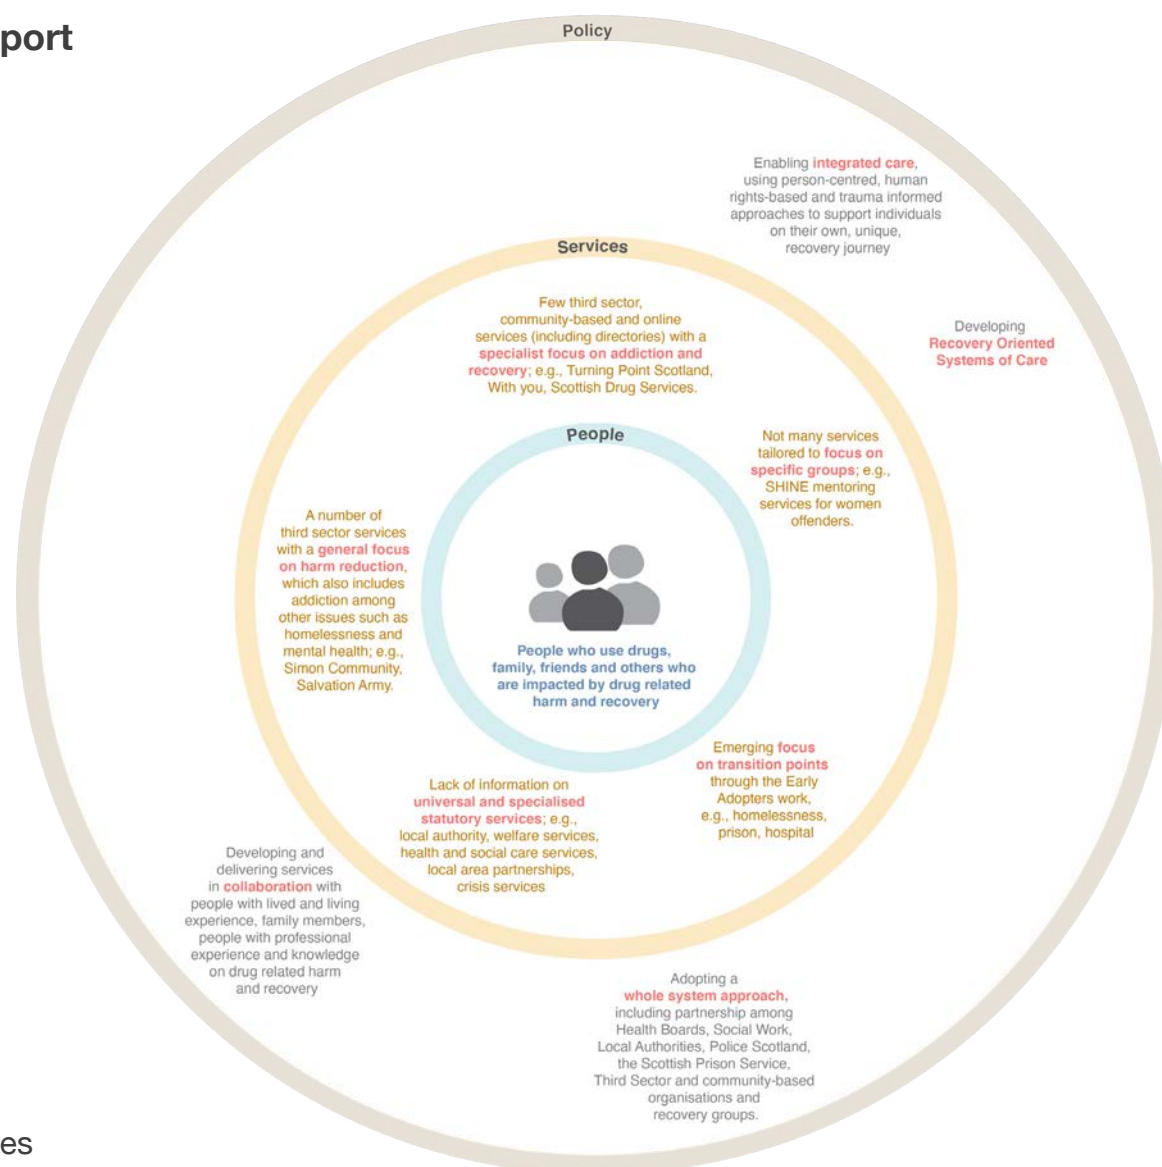 port
Policy
Enabling integrated care,
using person-centred, human
rights-based and trauma informed
approaches to support individuals
on their own, unique,
recovery journey
Services
Few third sector,
community-based and online
services (including directories) with a
specialist focus on addiction and
recovery; e.g., Turning Point Scotland,
With you, Scottish Drug Services.
Developing
Recovery Oriented
Systems of Care
People
Not many services
tailored to focus on
specific groups; e.g.,
SHINE mentoring
services for women
offenders.
A number of
third sector services
with a general focus
on harm reduction,
which also includes
addiction among
other issues such as
homelessness and
mental health; e.g.,
Simon Community,
Salvation Army.
People who use drugs,
family, friends and others who
are impacted by drug related
harm and recovery
Emerging focus
on transition points
through the Early
Adopters work,
e.g., homelessness,
prison, hospital
Lack of information on
universal and specialised
statutory services; e.g.,
local authority, welfare services,
health and social care services,
local area partnerships,
crisis services
Developing and
delivering services
in collaboration with
people with lived and living
experience, family members,
people with professional
experience and knowledge
on drug related harm
and recovery
Adopting a
whole system approach,
including partnership among
Health Boards, Social Work,
Local Authorities, Police Scotland,
the Scottish Prison Service,
Third Sector and community-based
organisations and
recovery groups.
es